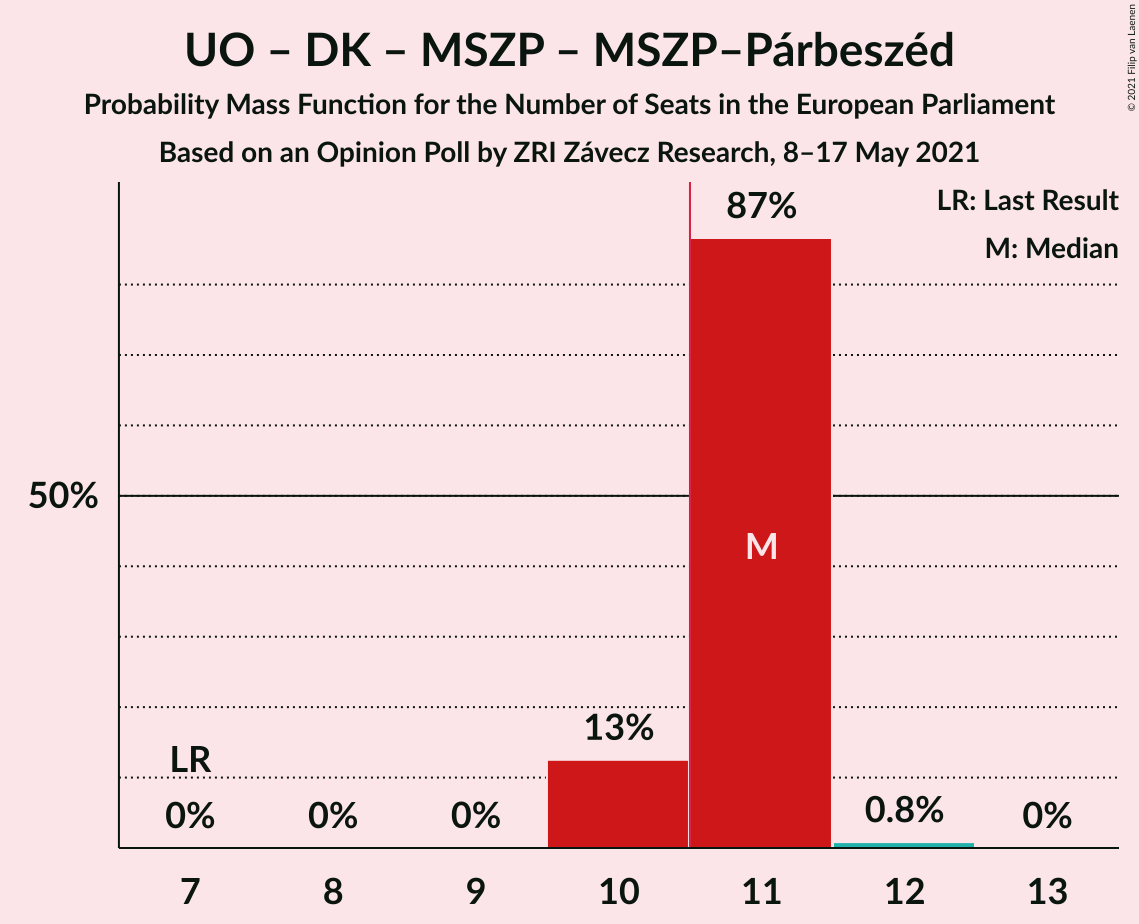 UO – DK – MSZP – MSZP–Párbeszéd
Probability Mass Function for the Number of Seats in the European Parliament
Based on an Opinion Poll by ZRI Závecz Research, 8–17 May 2021
© 2021 Filip van Laenen
LR: Last Result
M: Median
87%
50%
M
13%
LR
0%
0%
0%
0.8%
0%
7
8
9
10
11
12
13